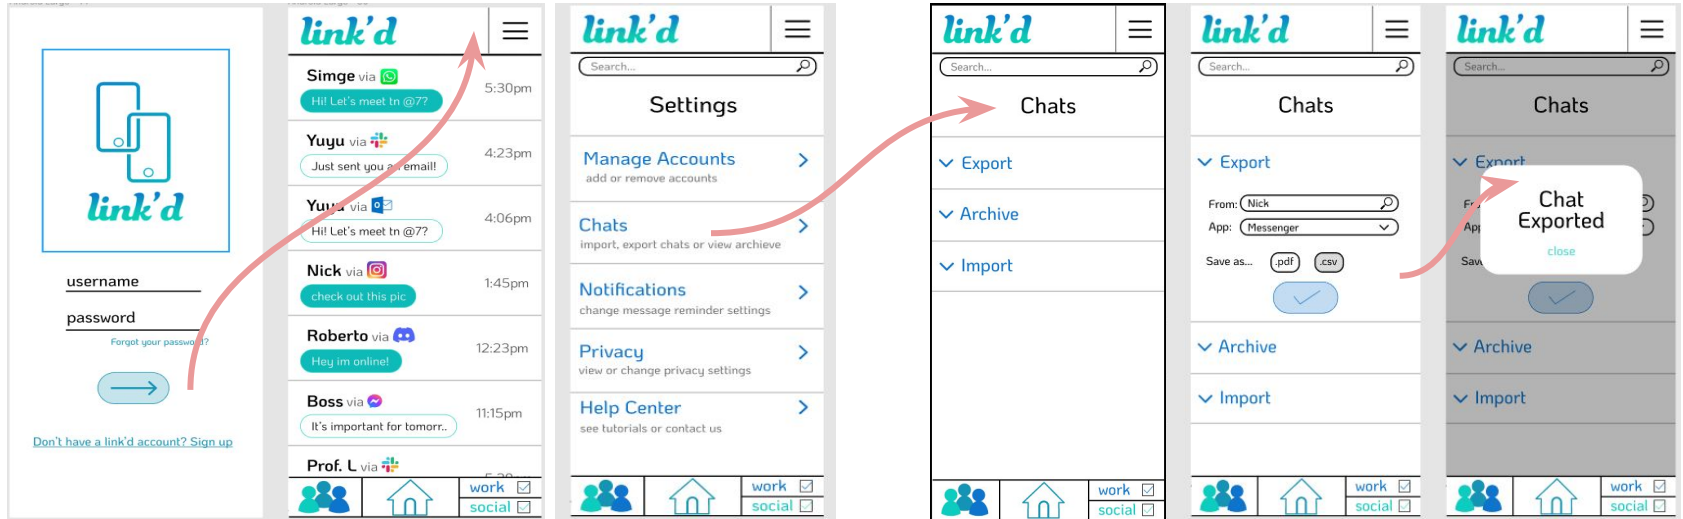 link'd
username
password
Forgot your password?
Don't have a link'd account? Sign up
link'd
Simge via
Hi! Let's meet tn @7?
5:30pm
Yuyu via
Just sent you an email!
4:23pm
Yuyu via
Hi! Let's meet tn @7?
4:06pm
Nick via
check out this pic
1:45pm
Roberto via
Hey im online!
12:23pm
Boss via
It's important for tomorr..
11:15pm
Prof. L via
work
social
link'd
Search...
Settings
Manage Accounts
add or remove accounts
Chats
import, export chats or view archieve
Notifications
change message reminder settings
Privacy
view or change privacy settings
Help Center
see tutorials or contact us
work
social
link'd
Search...
Chats
Export
Archive
Import
work
social
link'd
Search...
Chats
Export
From: Nick
App: Messenger
Save as... .pdf .csv
Archive
Import
work
social
link'd
Search...
Chats
Export
Chat
Exported
close
Archive
Import
work
social